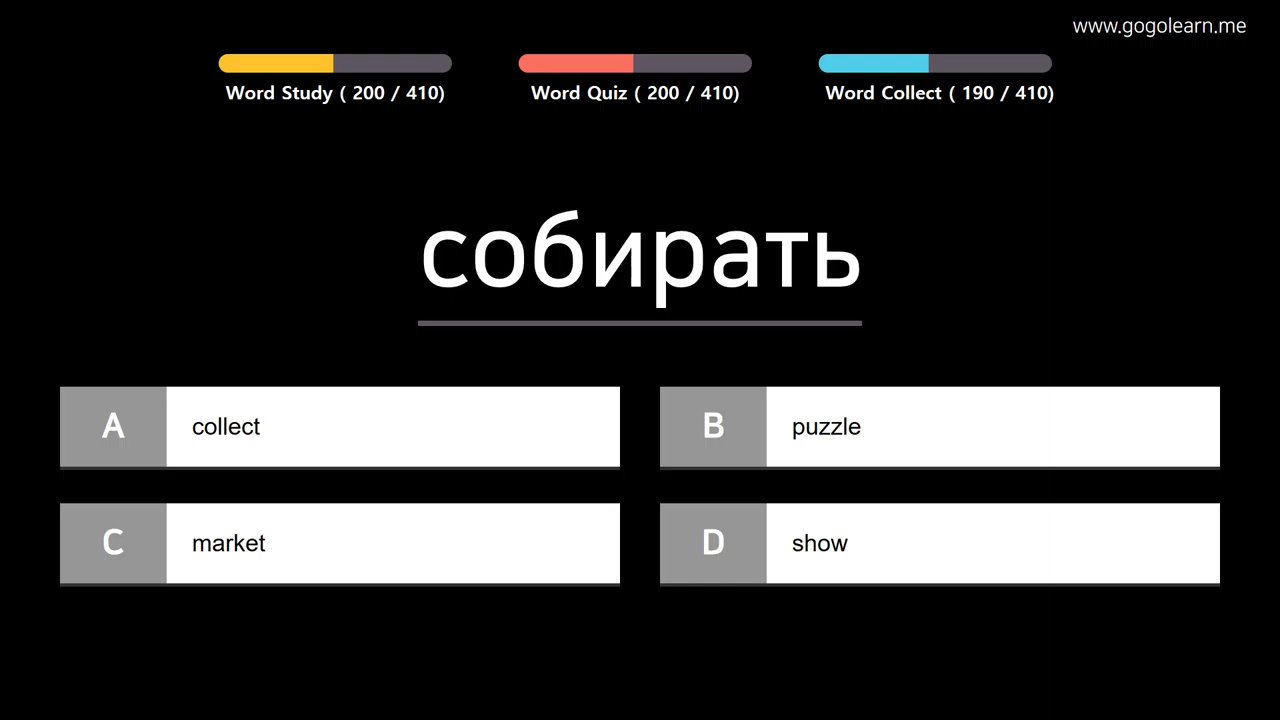 www.gogolearn.me
Word Study ( 200 / 410)
Word Quiz ( 200 / 410)
Word Collect ( 190 / 410)
собирать
A collect
B puzzle
C market
D show